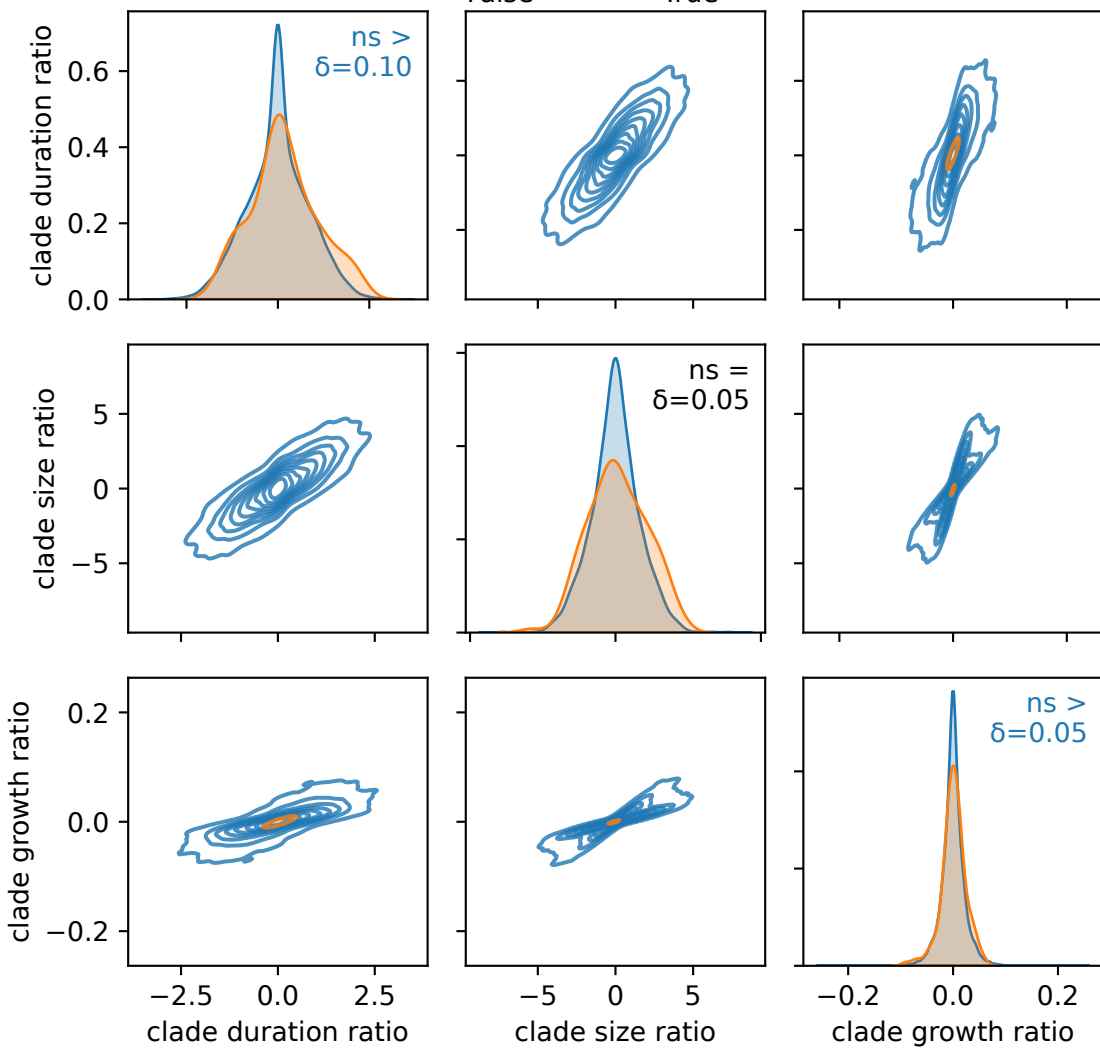 clade duration ratio
0.6
0.4
0.2
0.0
ns >
δ=0.10
clade size ratio
5
0
−5
ns =
δ=0.05
clade growth ratio
0.2
0.0
−0.2
ns >
δ=0.05
−2.5 0.0 2.5
−5 0 5
−0.2 0.0 0.2
clade duration ratio
clade size ratio
clade growth ratio